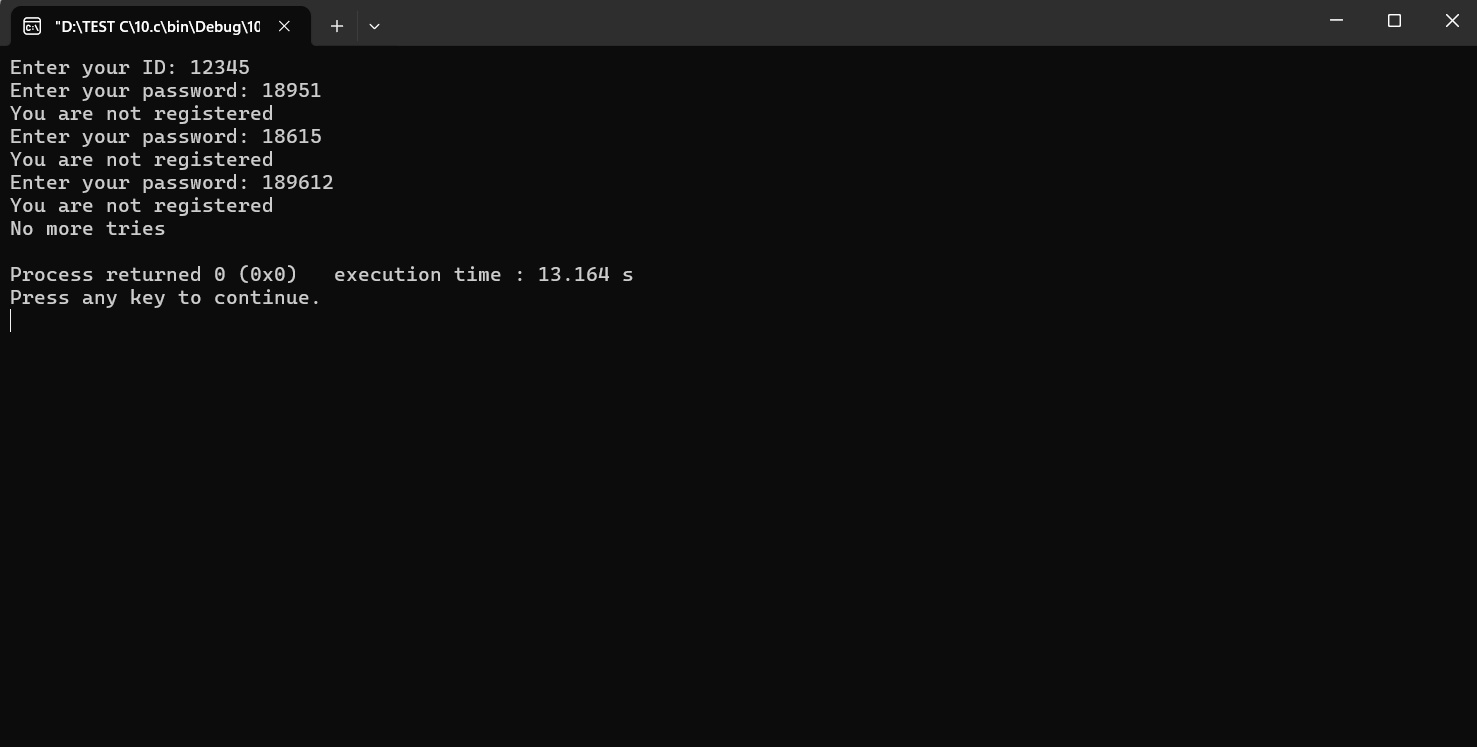 "D:\TEST C\10.c\bin\Debug\10
Enter your ID: 12345
Enter your password: 18951
You are not registered
Enter your password: 18615
You are not registered
Enter your password: 189612
You are not registered
No more tries
Process returned 0 (0x0)   execution time : 13.164 s
Press any key to continue.